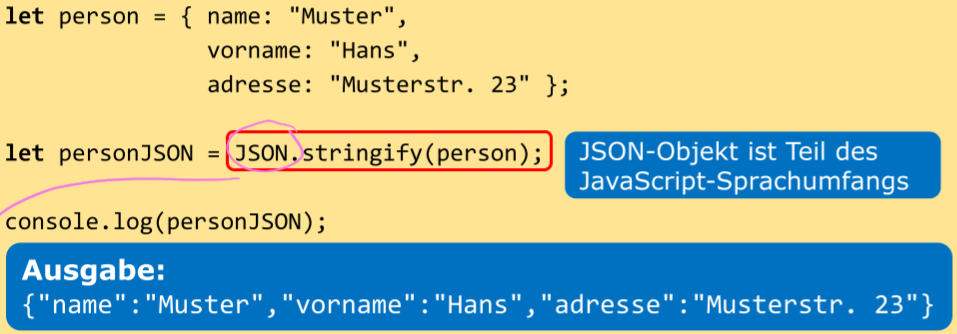 let person = { name: "Muster",
vorname: "Hans",
adresse: "Musterstr. 23" };
let personJSON = JSON.stringify(person);
JSON-Objekt ist Teil des
JavaScript-Sprachumfangs
console.log(personJSON);
Ausgabe:
{"name":"Muster","vorname":"Hans","adresse":"Musterstr. 23"}